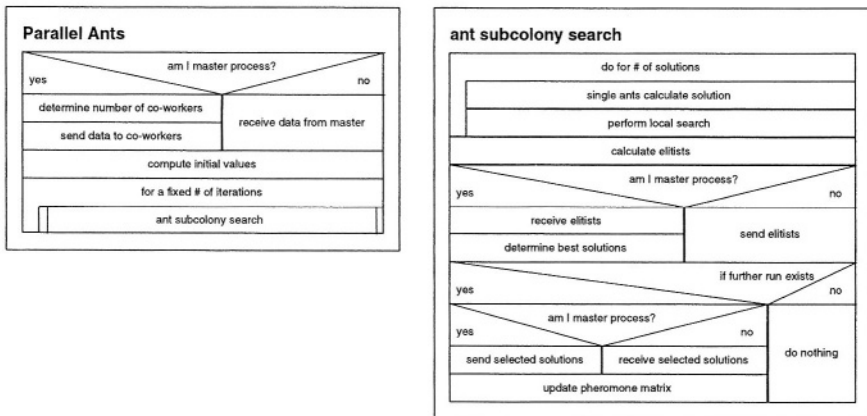 Parallel Ants
am I master process?
yes
no
determine number of co-workers
receive data from master
send data to co-workers
compute initial values
for a fixed # of iterations
ant subcolony search
ant subcolony search
do for # of solutions
single ants calculate solution
perform local search
calculate elitists
am I master process?
yes
no
receive elitists
send elitists
determine best solutions
if further run exists
yes
no
am I master process?
yes
no
do nothing
send selected solutions
receive selected solutions
update pheromone matrix